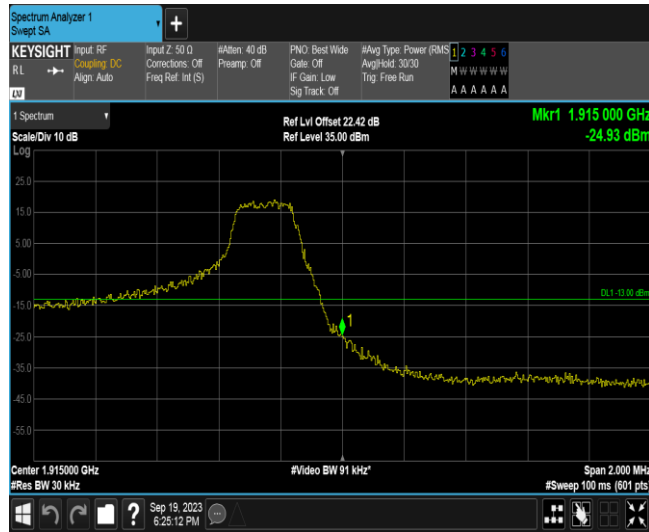 Spectrum Analyzer 1
Swept SA
+
KEYSIGHT
RL
LXI
Input: RF
Coupling: DC
Align: Auto
Input Z: 50 Ω
Corrections: Off
Freq Ref: Int (S)
#Atten: 40 dB
Preamp: Off
PNO: Best Wide
Gate: Off
IF Gain: Low
Sig Track: Off
#Avg Type: Power (RMS
Avg|Hold: 30/30
Trig: Free Run
1 2 3 4 5 6
M W W W W W
A A A A A A
1 Spectrum
Scale/Div 10 dB
Log
Ref Lvl Offset 22.42 dB
Ref Level 35.00 dBm
Mkr1 1.915 000 GHz
-24.93 dBm
25.0
15.0
5.00
-5.00
DL1 -13.00 dBm
-15.0
1
-25.0
-35.0
-45.0
-55.0
Center 1.915000 GHz
#Res BW 30 kHz
#Video BW 91 kHz*
Span 2.000 MHz
#Sweep 100 ms (601 pts)
?
Sep 19, 2023
6:25:12 PM